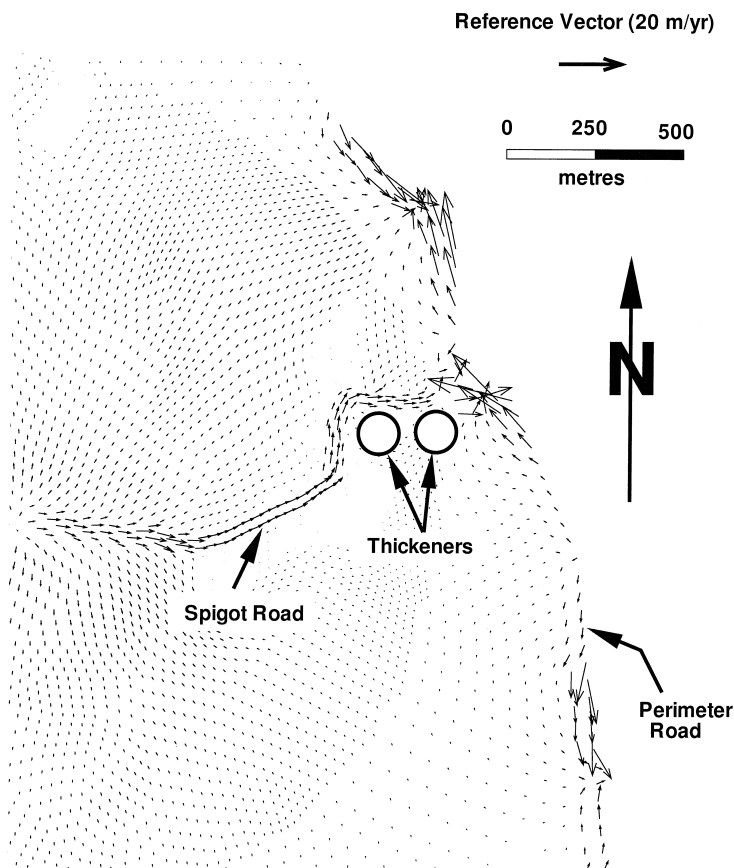 Reference Vector (20 m/yr)
0 250 500
metres
N
Thickeners
Spigot Road
Perimeter
Road